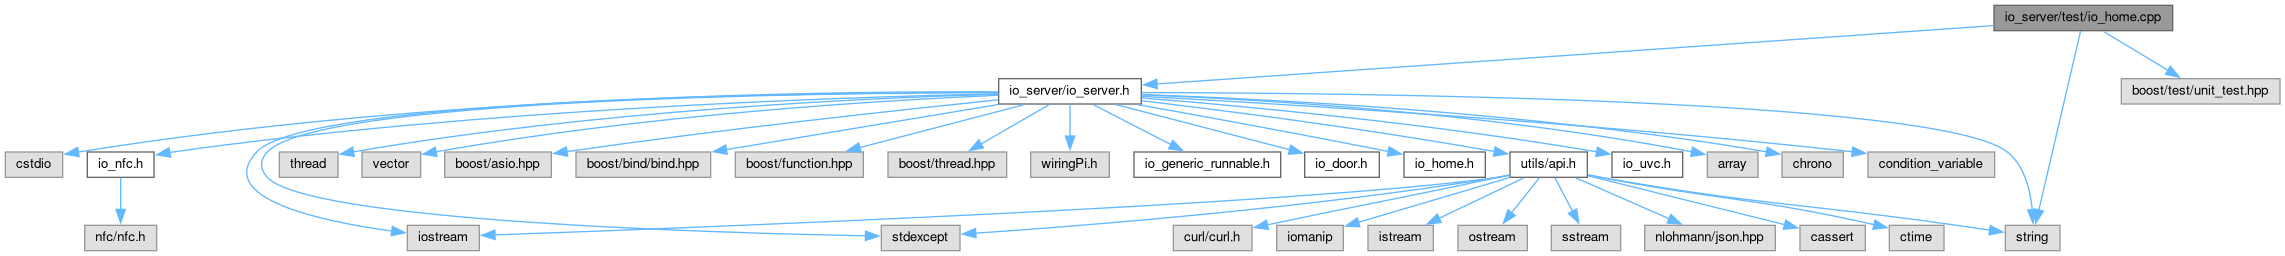 io_server/test/io_home.cpp
io_server/io_server.h
boost/test/unit_test.hpp
cstdio
io_nfc.h
thread
vector
boost/asio.hpp
boost/bind/bind.hpp
boost/function.hpp
boost/thread.hpp
wiringPi.h
io_generic_runnable.h
io_door.h
io_home.h
utils/api.h
io_uvc.h
array
chrono
condition_variable
nfc/nfc.h
iostream
stdexcept
curl/curl.h
iomanip
istream
ostream
sstream
nlohmann/json.hpp
cassert
ctime
string